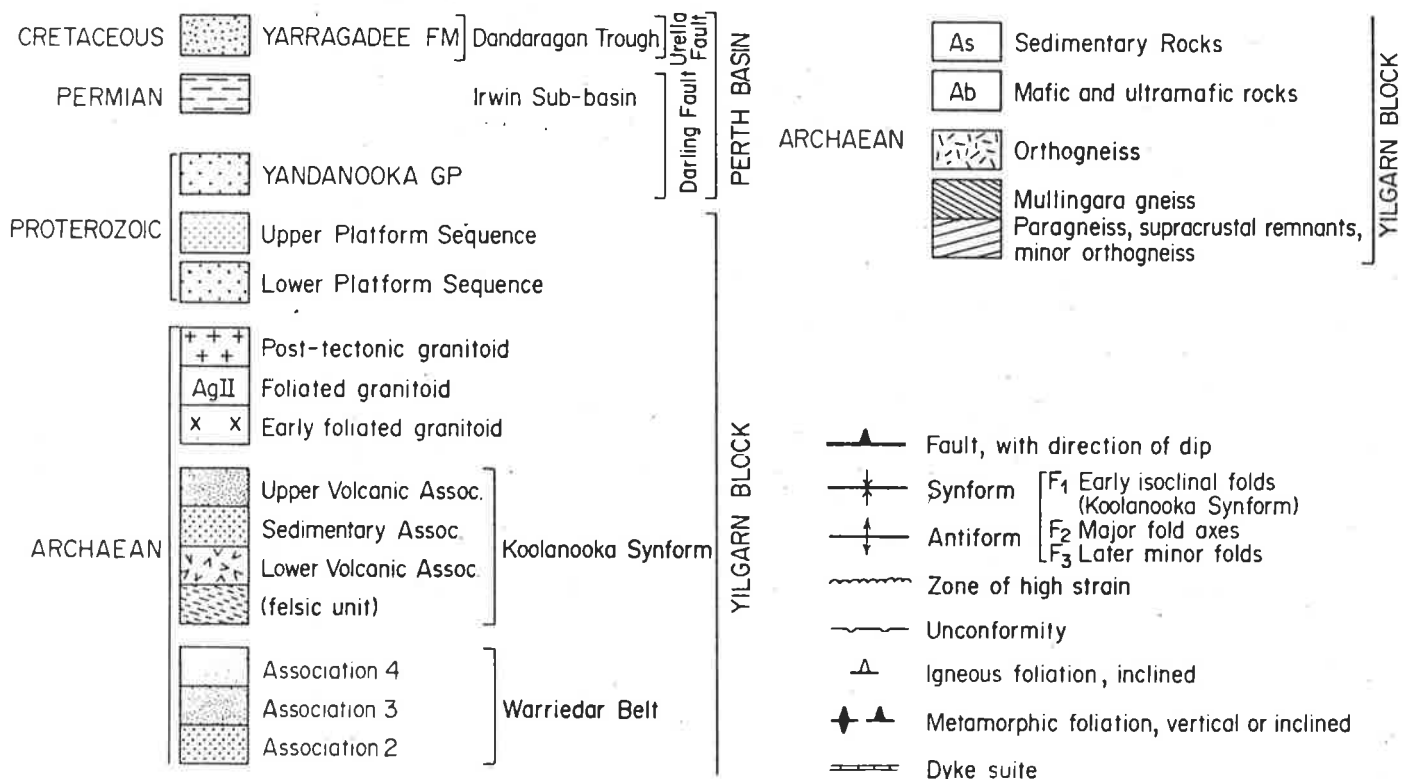 CRETACEOUS YARRAGADEE FM Dandaragan Trough Urella Fault
PERMIAN Irwin Sub-basin
Darling Fault
PERTH BASIN
YANDANOOKA GP
PROTEROZOIC
Upper Platform Sequence
Lower Platform Sequence
Post-tectonic granitoid
AgII Foliated granitoid
x x Early foliated granitoid
Upper Volcanic Assoc.
Sedimentary Assoc.
ARCHAEAN
Koolanooka Synform
Lower Volcanic Assoc.
(felsic unit)
YILGARN BLOCK
Association 4
Association 3
Warriedar Belt
Association 2
As Sedimentary Rocks
Ab Mafic and ultramafic rocks
ARCHAEAN
Orthogneiss
Mullingara gneiss
Paragneiss, supracrustal remnants,
minor orthogneiss
YILGARN BLOCK
Fault, with direction of dip
Synform F1 Early isoclinal folds
(Koolanooka Synform)
Antiform F2 Major fold axes
F3 Later minor folds
Zone of high strain
Unconformity
Igneous foliation, inclined
Metamorphic foliation, vertical or inclined
Dyke suite